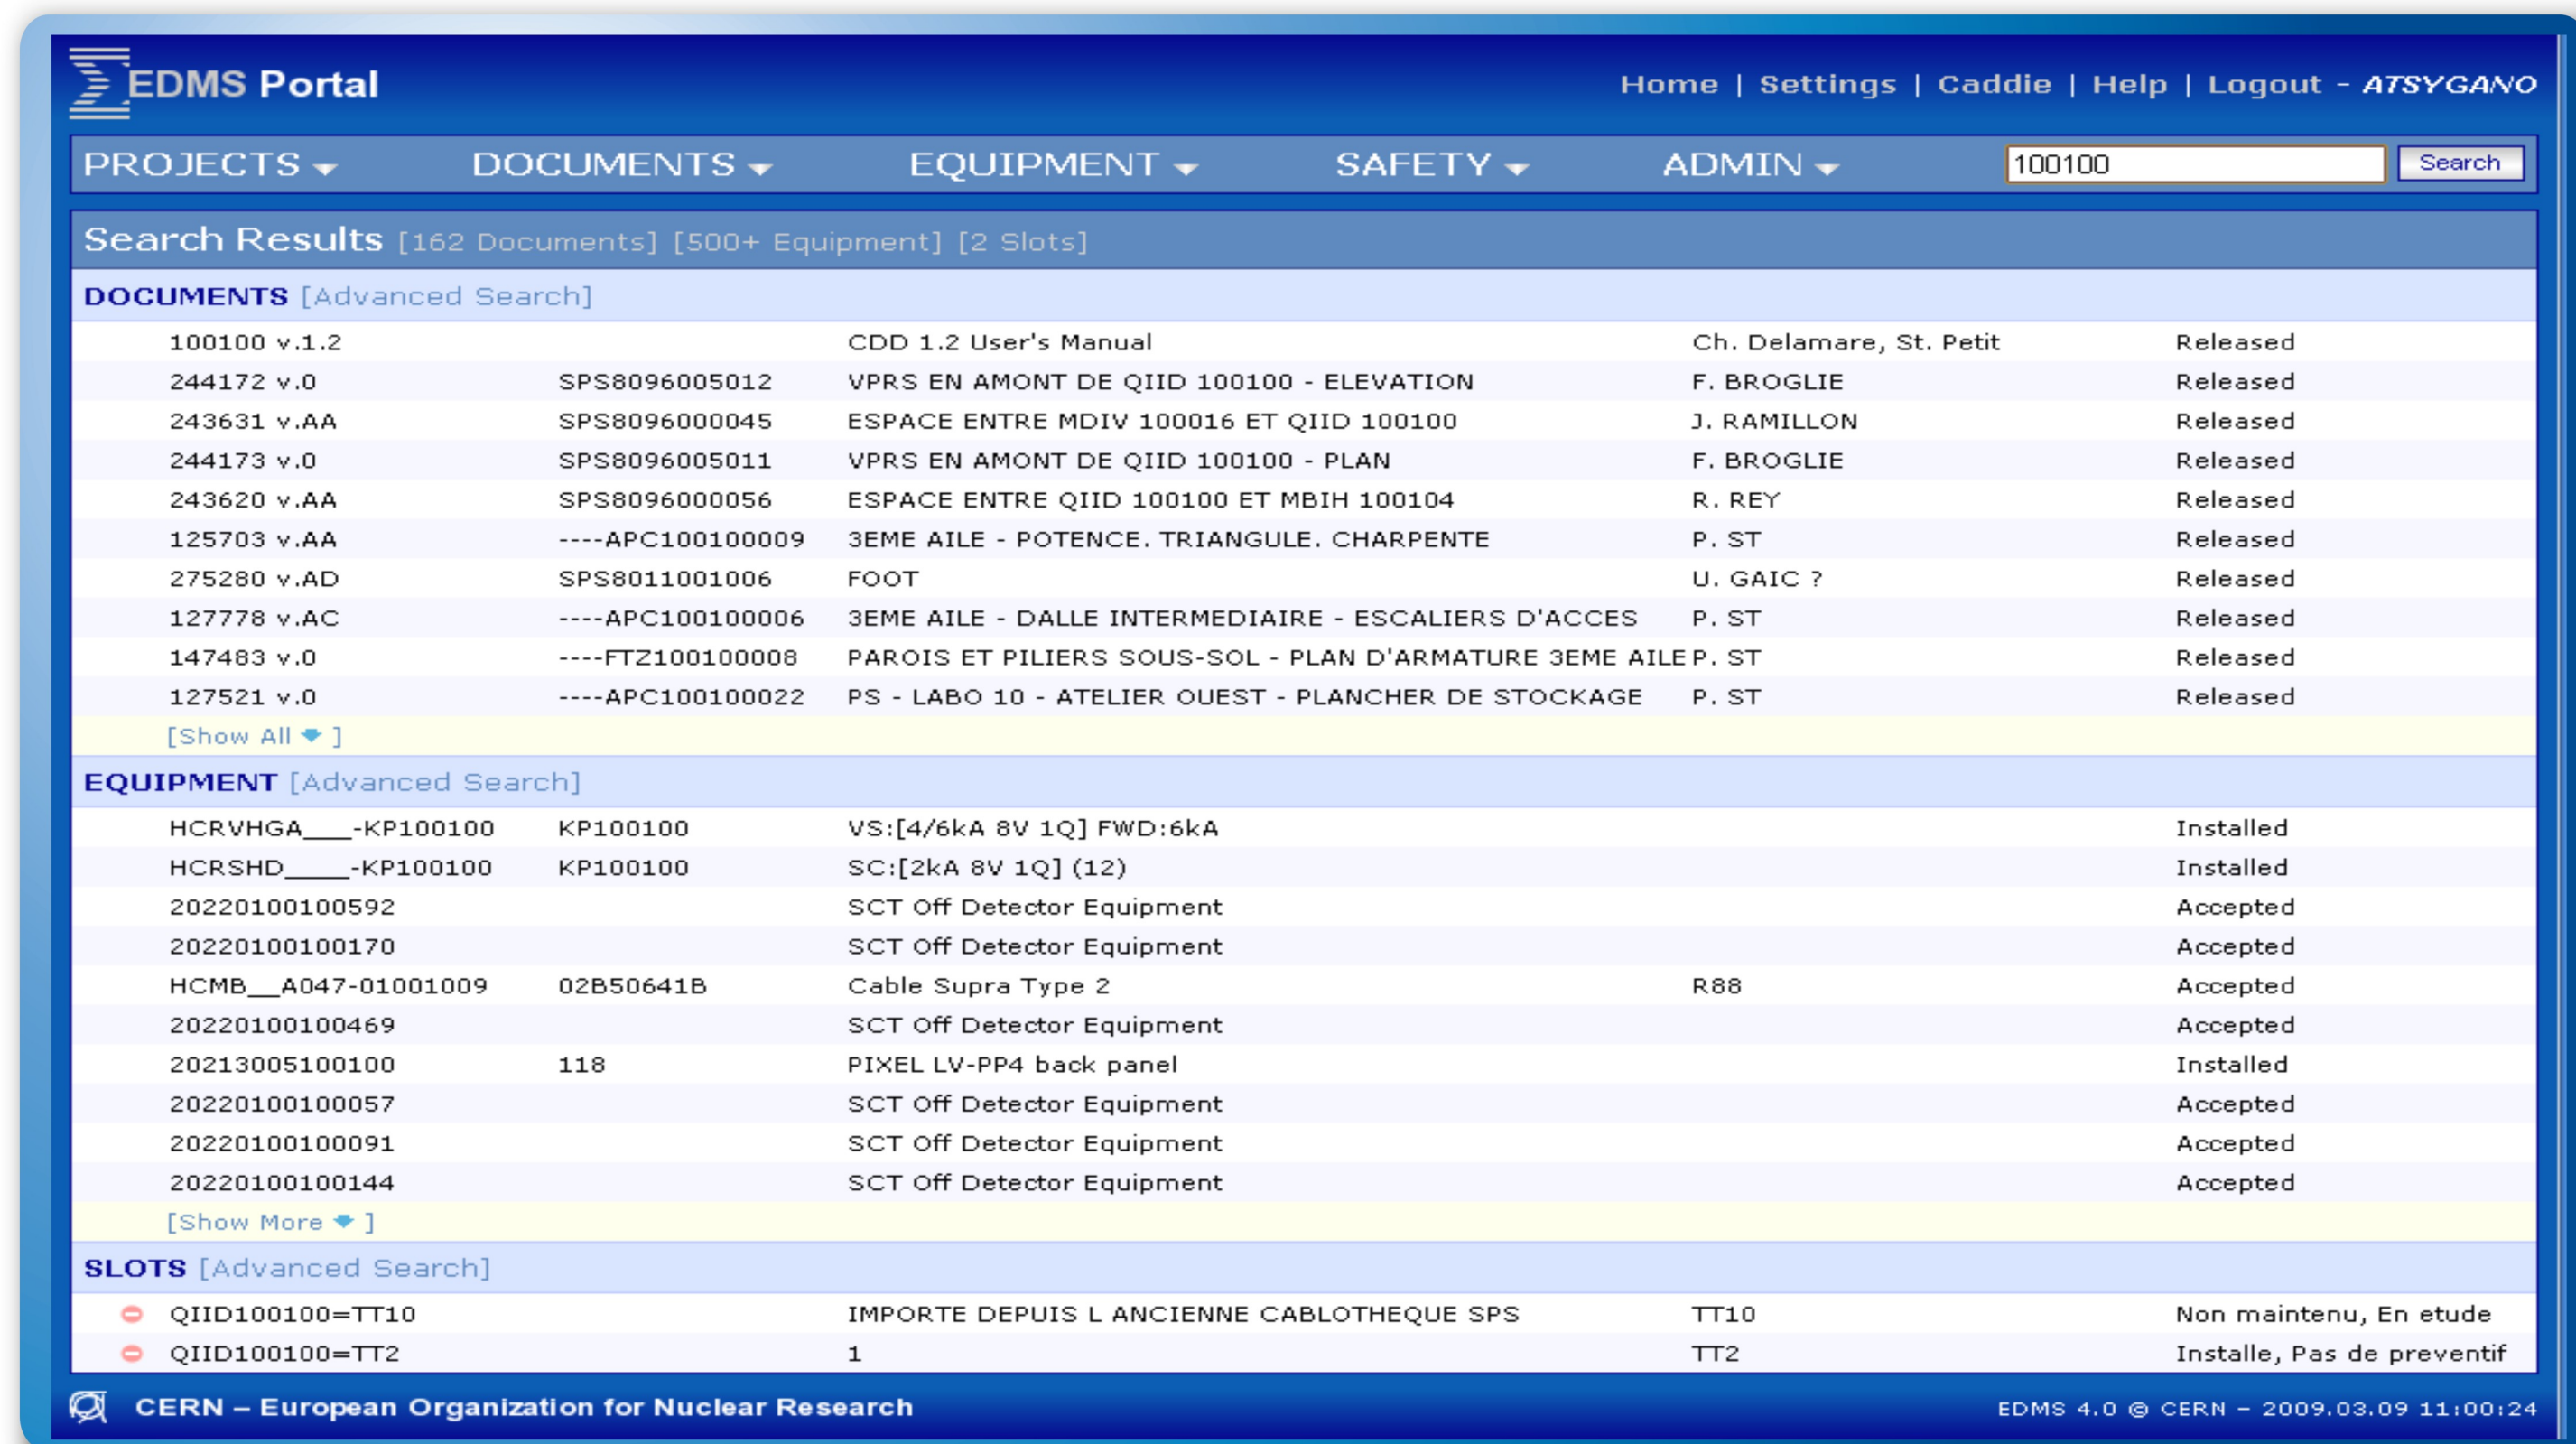 EDMS Portal Home | Settings | Caddie | Help | Logout - ATSYGANO
PROJECTS DOCUMENTS EQUIPMENT SAFETY ADMIN 100100 Search
Search Results [162 Documents] [500+ Equipment] [2 Slots]
DOCUMENTS [Advanced Search]
100100 v.1.2 CDD 1.2 User's Manual Ch. Delamare, St. Petit Released
244172 v.0 SPS8096005012 VPRS EN AMONT DE QIID 100100 - ELEVATION F. BROGLIE Released
243631 v.AA SPS8096000045 ESPACE ENTRE MDIV 100016 ET QIID 100100 J. RAMILLON Released
244173 v.0 SPS8096005011 VPRS EN AMONT DE QIID 100100 - PLAN F. BROGLIE Released
243620 v.AA SPS8096000056 ESPACE ENTRE QIID 100100 ET MBIH 100104 R. REY Released
125703 v.AA ----APC100100009 3EME AILE - POTENCE. TRIANGULE. CHARPENTE P. ST Released
275280 v.AD SPS8011001006 FOOT U. GAIC ? Released
127778 v.AC ----APC100100006 3EME AILE - DALLE INTERMEDIAIRE - ESCALIERS D'ACCES P. ST Released
147483 v.0 ----FTZ100100008 PAROIS ET PILIERS SOUS-SOL - PLAN D'ARMATURE 3EME AILE P. ST Released
127521 v.0 ----APC100100022 PS - LABO 10 - ATELIER OUEST - PLANCHER DE STOCKAGE P. ST Released
[Show All ]
EQUIPMENT [Advanced Search]
HCRVHGA___-KP100100 KP100100 VS:[4/6kA 8V 1Q] FWD:6kA Installed
HCRSHD____-KP100100 KP100100 SC:[2kA 8V 1Q] (12) Installed
20220100100592 SCT Off Detector Equipment Accepted
20220100100170 SCT Off Detector Equipment Accepted
HCMB__A047-01001009 02B50641B Cable Supra Type 2 R88 Accepted
20220100100469 SCT Off Detector Equipment Accepted
20213005100100 118 PIXEL LV-PP4 back panel Installed
20220100100057 SCT Off Detector Equipment Accepted
20220100100091 SCT Off Detector Equipment Accepted
20220100100144 SCT Off Detector Equipment Accepted
[Show More ]
SLOTS [Advanced Search]
QIID100100=TT10 IMPORTE DEPUIS L ANCIENNE CABLOTHEQUE SPS TT10 Non maintenu, En etude
QIID100100=TT2 1 TT2 Installe, Pas de preventif
CERN – European Organization for Nuclear Research EDMS 4.0 © CERN – 2009.03.09 11:00:24